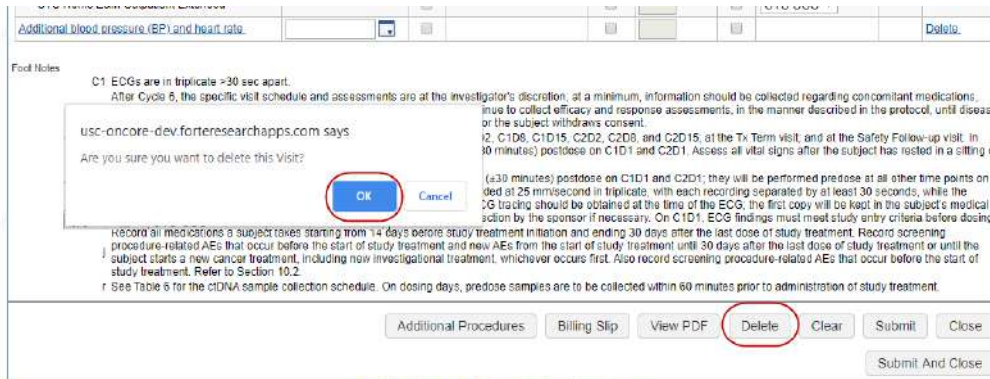 Additional blood pressure (BP) and heart rate Delete
Foot Notes
C1 ECGs are in triplicate >30 sec apart.
After Cycle 6, the specific visit schedule and assessments are at the investigator's discretion; at a minimum, information should be collected regarding concomitant medications,
nue to collect efficacy and response assessments, in the manner described in the protocol, until diseas
or the subject withdraws consent.
usc-oncore-dev.forteresearchapps.com says
Are you sure you want to delete this Visit?
OK Cancel
2, C1D8, C1D15, C2D2, C2D8, and C2D15; at the Tx Term visit; and at the Safety Follow-up visit. In
30 minutes) postdose on C1D1 and C2D1. Assess all vital signs after the subject has rested in a sitting
(±30 minutes) postdose on C1D1 and C2D1; they will be performed predose at all other time points on
ded at 25 mm/second in triplicate, with each recording separated by at least 30 seconds, while the
CG tracing should be obtained at the time of the ECG; the first copy will be kept in the subject's medical
ection by the sponsor if necessary. On C1D1, ECG findings must meet study entry criteria before dosing
Record all medications a subject takes starting from 14 days before study treatment initiation and ending 30 days after the last dose of study treatment. Record screening
procedure-related AEs that occur before the start of study treatment and new AEs from the start of study treatment until 30 days after the last dose of study treatment or until the
j subject starts a new cancer treatment, including new investigational treatment, whichever occurs first. Also record screening procedure-related AEs that occur before the start of
study treatment. Refer to Section 10.2.
r See Table 6 for the ctDNA sample collection schedule. On dosing days, predose samples are to be collected within 60 minutes prior to administration of study treatment.
Additional Procedures Billing Slip View PDF Delete Clear Submit Close
Submit And Close